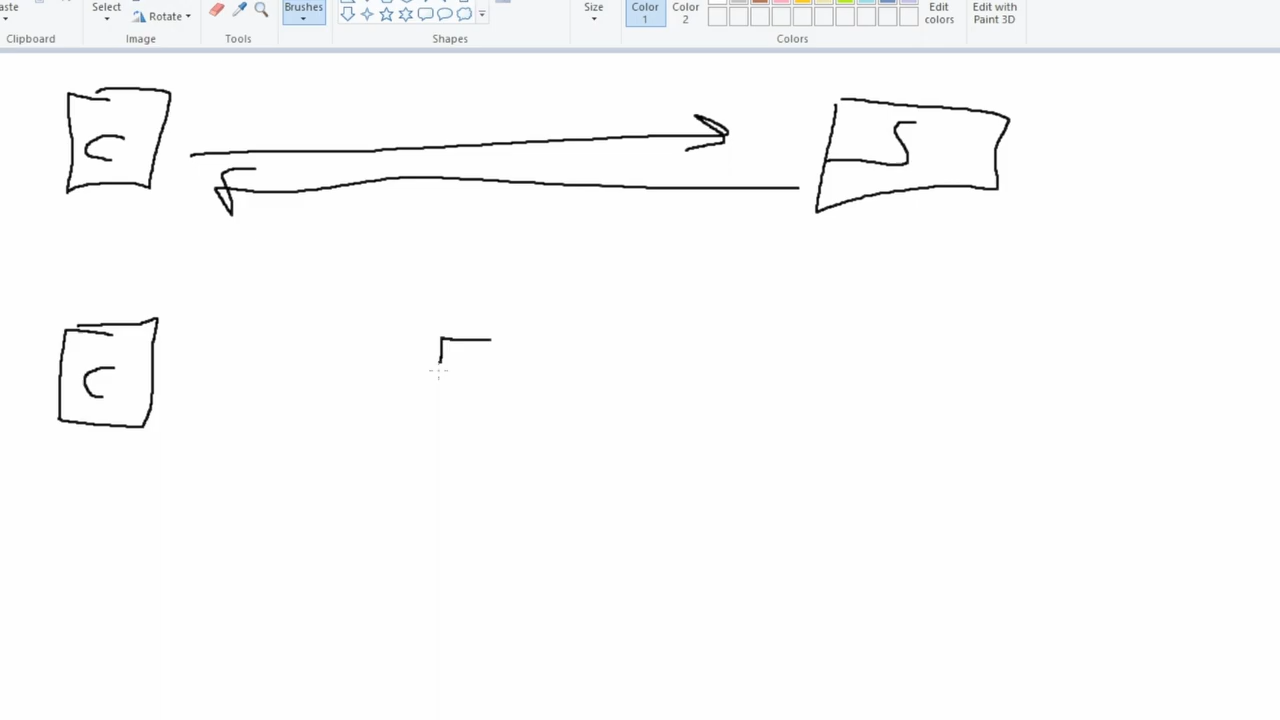 aste
Select
Rotate
Brushes
Size
Color 1
Color 2
Edit colors
Edit with Paint 3D
Clipboard
Image
Tools
Shapes
Colors
C
S
C